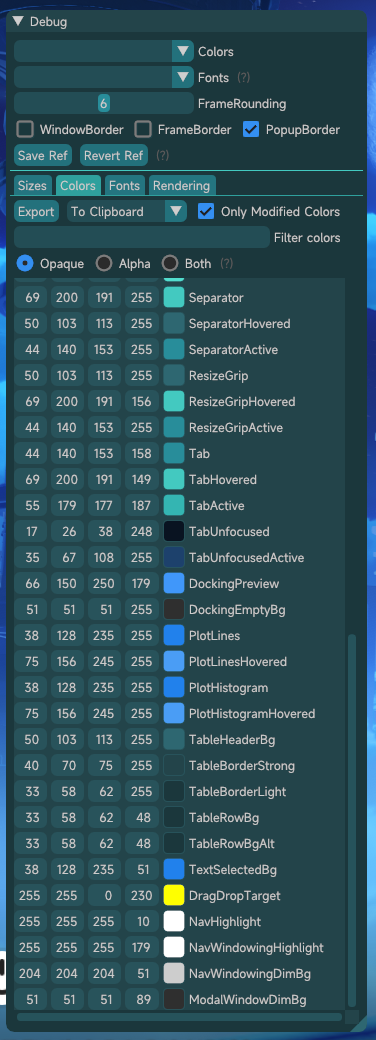 Debug
Colors
Fonts (?)
6 FrameRounding
WindowBorder FrameBorder PopupBorder
Save Ref Revert Ref (?)
Sizes Colors Fonts Rendering
Export To Clipboard Only Modified Colors
Filter colors
Opaque Alpha Both (?)
69 200 191 255 Separator
50 103 113 255 SeparatorHovered
44 140 153 255 SeparatorActive
50 103 113 255 ResizeGrip
69 200 191 156 ResizeGripHovered
44 140 153 255 ResizeGripActive
44 140 153 158 Tab
69 200 191 149 TabHovered
55 179 177 187 TabActive
17 26 38 248 TabUnfocused
35 67 108 255 TabUnfocusedActive
66 150 250 179 DockingPreview
51 51 51 255 DockingEmptyBg
38 128 235 255 PlotLines
75 156 245 255 PlotLinesHovered
38 128 235 255 PlotHistogram
75 156 245 255 PlotHistogramHovered
50 103 113 255 TableHeaderBg
40 70 75 255 TableBorderStrong
33 58 62 255 TableBorderLight
33 58 62 48 TableRowBg
33 58 62 48 TableRowBgAlt
38 128 235 51 TextSelectedBg
255 255 0 230 DragDropTarget
255 255 255 10 NavHighlight
255 255 255 179 NavWindowingHighlight
204 204 204 51 NavWindowingDimBg
51 51 51 89 ModalWindowDimBg